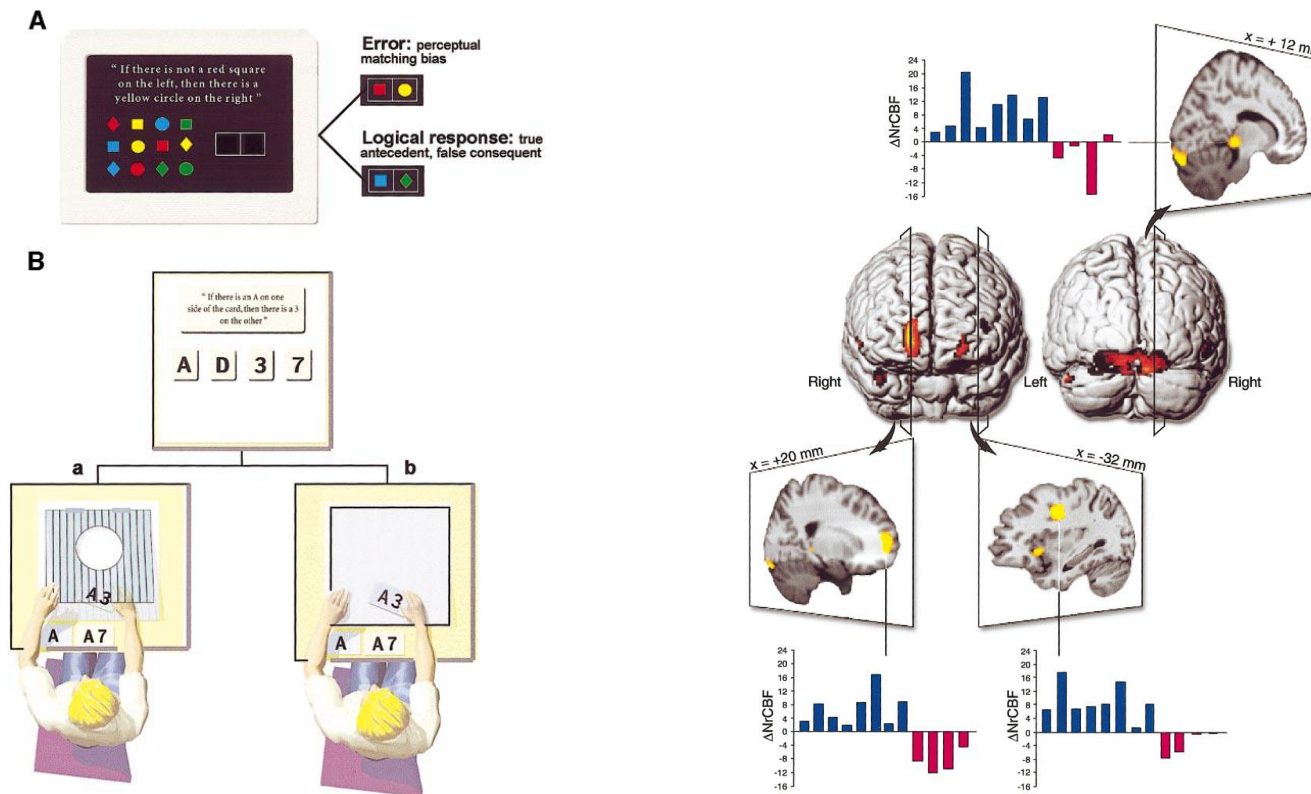 A
Error: perceptual
matching bias
" If there is not a red square
on the left, then there is a
yellow circle on the right "
Logical response: true
antecedent, false consequent
B
" If there is an A on one
side of the card, then there is a 3
on the other "
A D 3 7
a
b
A3
A A7
A3
A A7
x = + 12 mm
ΔNrCBF
24
20
16
12
8
4
0
-4
-8
-12
-16
Right
Left
Right
x = +20 mm
x = -32 mm
ΔNrCBF
24
20
16
12
8
4
0
-4
-8
-12
-16
ΔNrCBF
24
20
16
12
8
4
0
-4
-8
-12
-16